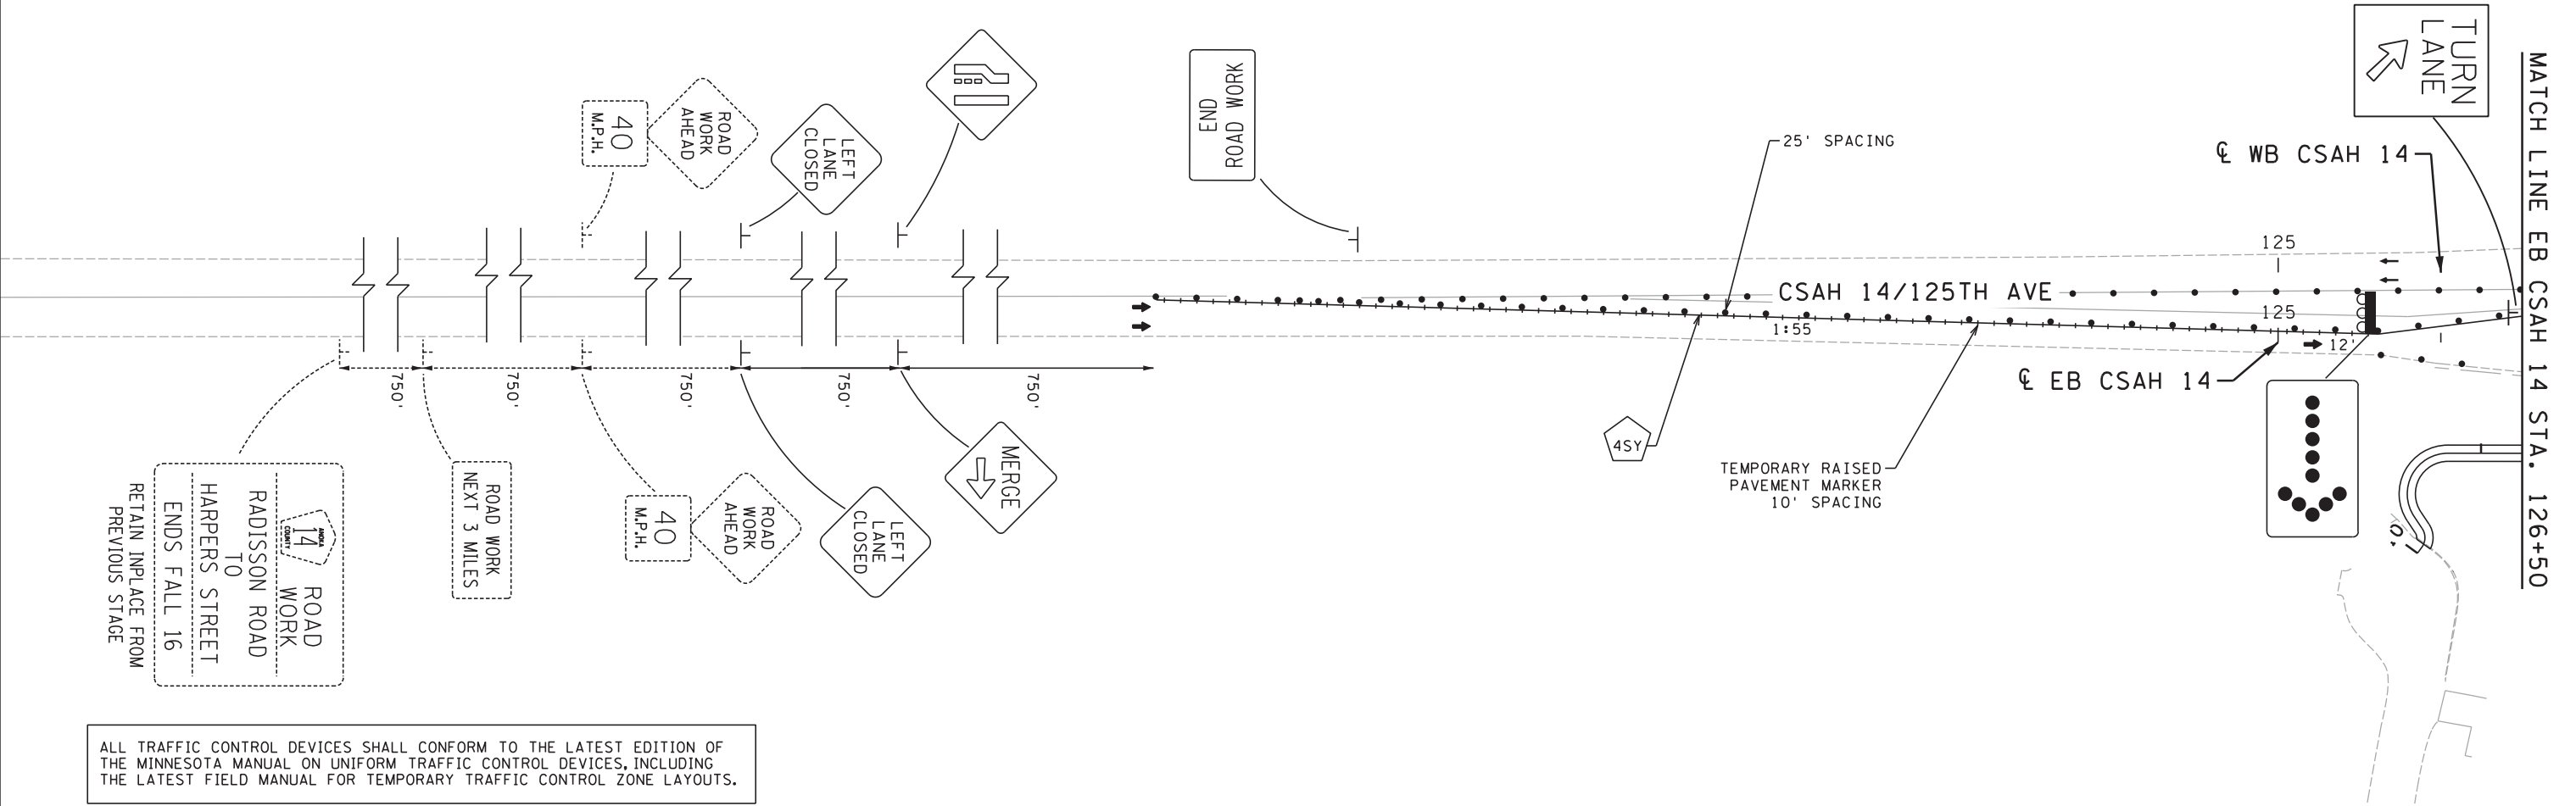 TURN
LANE
MATCH LINE EB CSAH 14 STA. 126+50
ROAD
WORK
AHEAD
40
M.P.H.
LEFT
LANE
CLOSED
END
ROAD WORK
25' SPACING
℄ WB CSAH 14
125
CSAH 14/125TH AVE
125
1:55
12'
℄ EB CSAH 14
750'
750'
750'
750'
750'
4SY
TEMPORARY RAISED
PAVEMENT MARKER
10' SPACING
MERGE
LEFT
LANE
CLOSED
ROAD
WORK
AHEAD
40
M.P.H.
ROAD WORK
NEXT 3 MILES
ANOKA
14
COUNTY
ROAD
WORK
RADISSON ROAD
TO
HARPERS STREET
ENDS FALL 16
RETAIN INPLACE FROM
PREVIOUS STAGE
ALL TRAFFIC CONTROL DEVICES SHALL CONFORM TO THE LATEST EDITION OF
THE MINNESOTA MANUAL ON UNIFORM TRAFFIC CONTROL DEVICES, INCLUDING
THE LATEST FIELD MANUAL FOR TEMPORARY TRAFFIC CONTROL ZONE LAYOUTS.